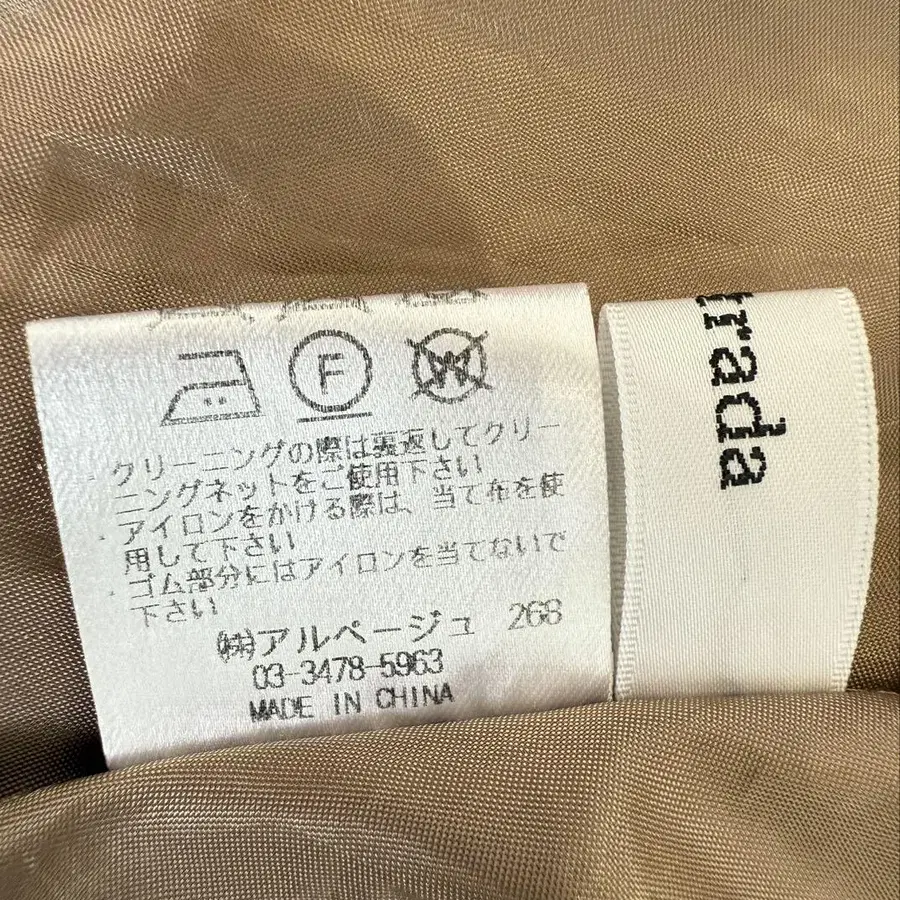 F
W
クリーニングの際は裏返してクリー
ニングネットをご使用下さい
アイロンをかける際は、当て布を使
用して下さい
ゴム部分にはアイロンを当てないで
下さい
㈱アルページュ 268
03-3478-5963
MADE IN CHINA
trada